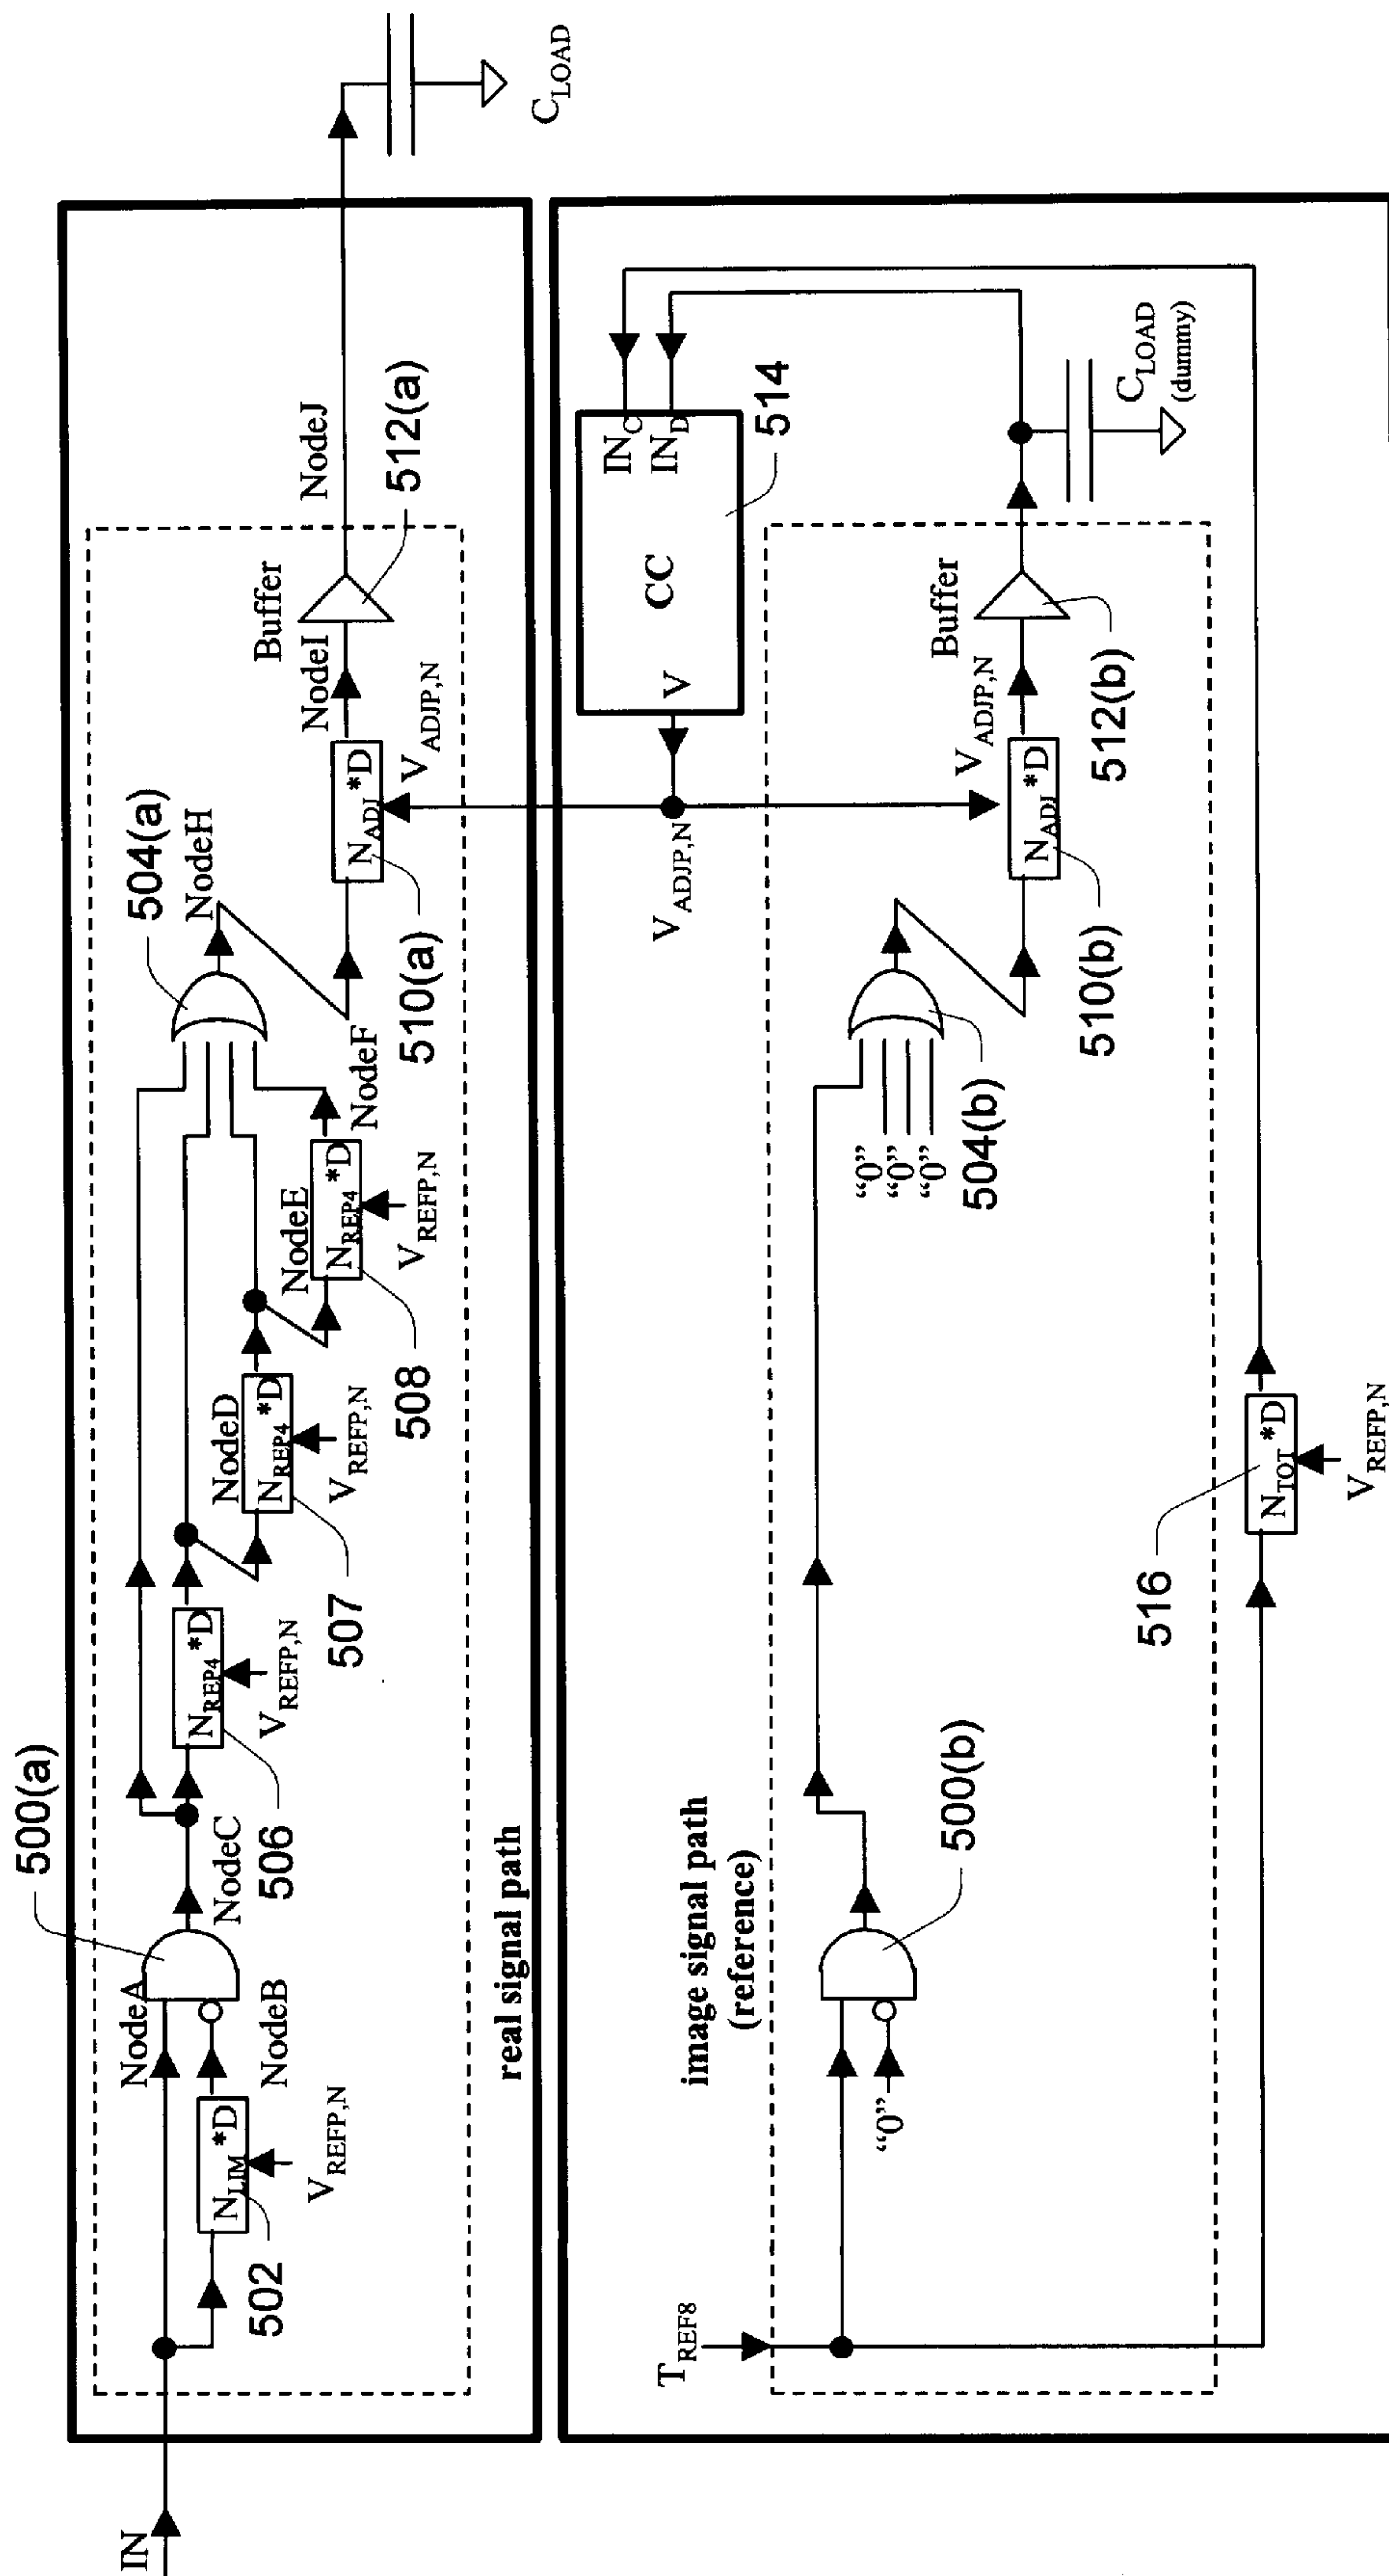 IN
NodeA
500(a)
N_LIM *D
502
V_REFP,N
NodeB
NodeC
N_REP4 *D
506
V_REFP,N
NodeD
N_REP4 *D
507
V_REFP,N
NodeE
N_REP4 *D
508
V_REFP,N
NodeF
504(a)
NodeH
N_ADJ *D
510(a)
V_ADJP,N
NodeI
Buffer
512(a)
NodeJ
C_LOAD
real signal path
image signal path
(reference)
T_REF8
"0"
500(b)
"0"
"0"
"0"
504(b)
V_ADJP,N
V
CC
IN_C
IN_D
514
N_ADJ *D
510(b)
V_ADJP,N
Buffer
512(b)
C_LOAD
(dummy)
516
N_TOT *D
V_REFP,N